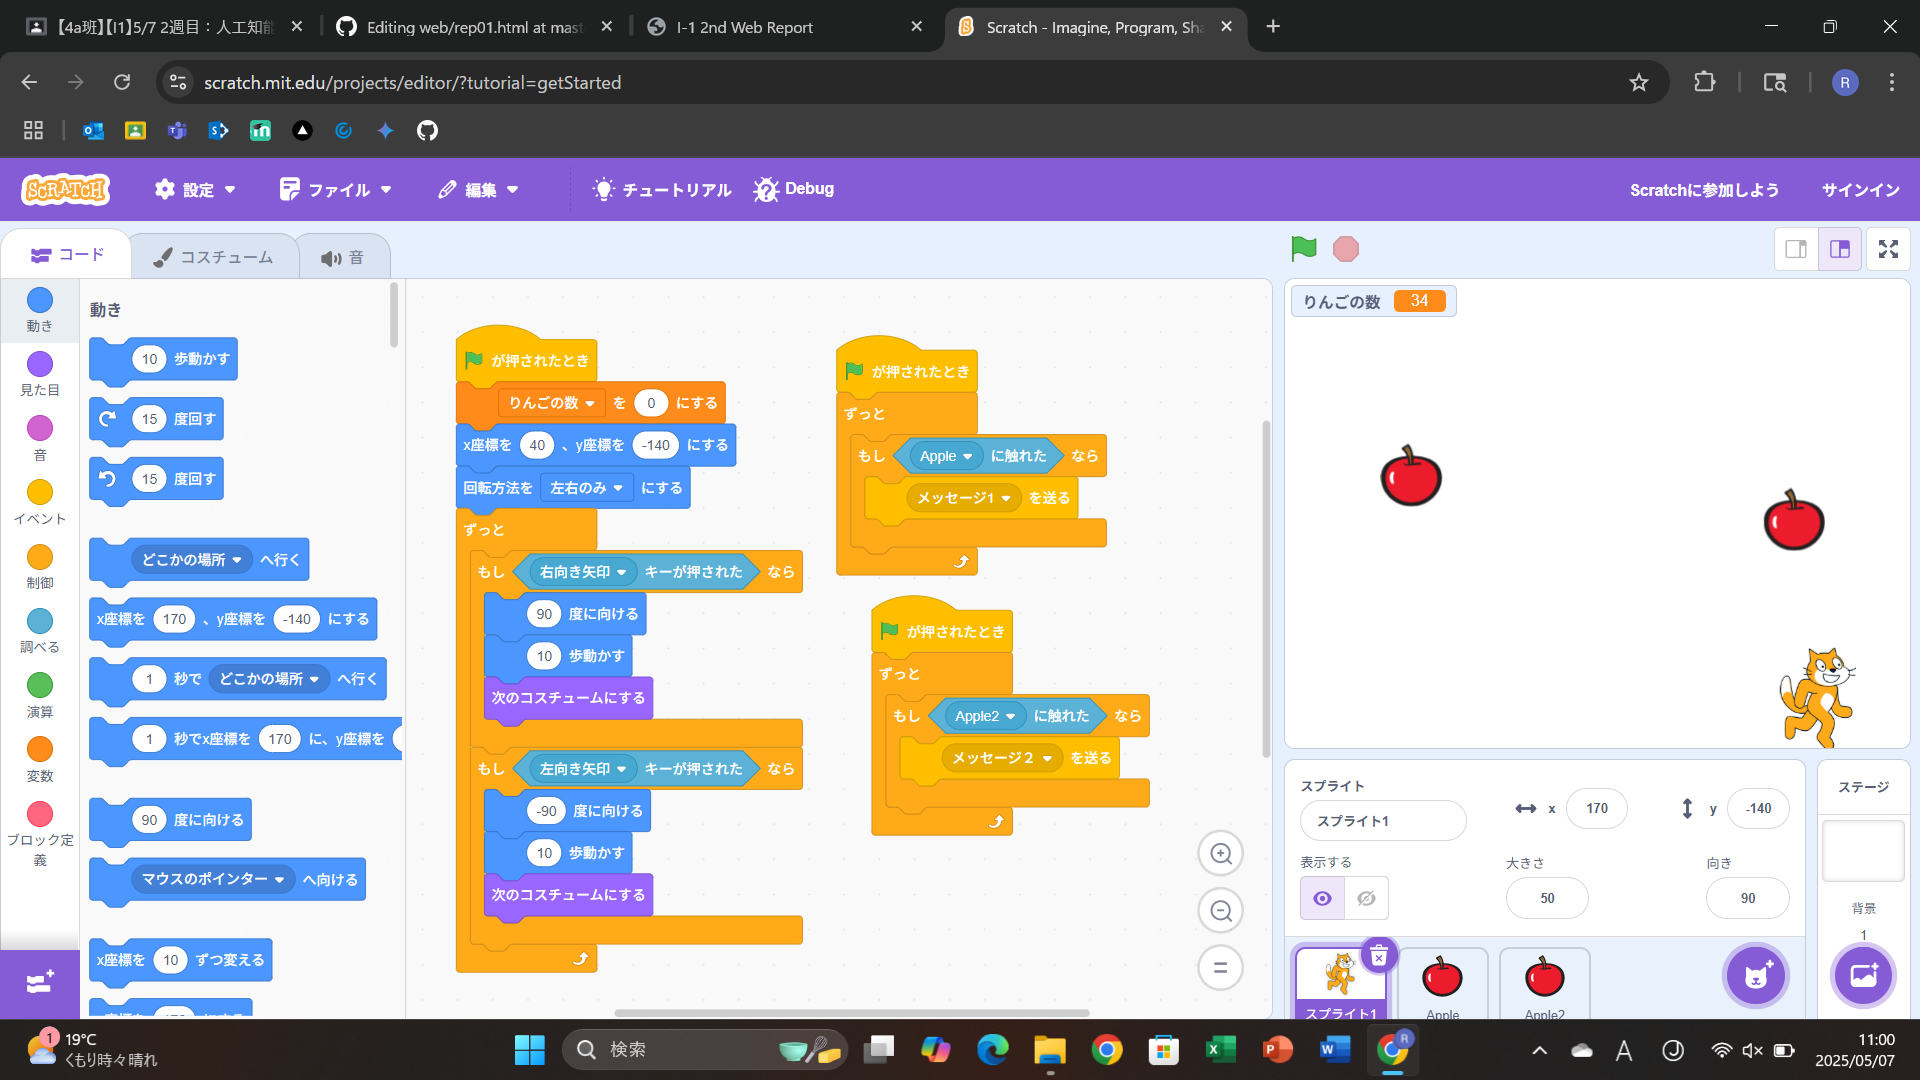 【4a班】【I1】5/7 2週目：人工知能
Editing web/rep01.html at mast
I-1 2nd Web Report
Scratch - Imagine, Program, Sha
scratch.mit.edu/projects/editor/?tutorial=getStarted
R
SCRATCH
設定
ファイル
編集
チュートリアル
Debug
Scratchに参加しよう
サインイン
コード
コスチューム
音
動き
見た目
音
イベント
制御
調べる
演算
変数
ブロック定義
動き
10 歩動かす
15 度回す
15 度回す
どこかの場所 へ行く
x座標を 170 、y座標を -140 にする
1 秒で どこかの場所 へ行く
1 秒でx座標を 170 に、y座標を
90 度に向ける
マウスのポインター へ向ける
x座標を 10 ずつ変える
が押されたとき
りんごの数 を 0 にする
x座標を 40 、y座標を -140 にする
回転方法を 左右のみ にする
ずっと
もし 右向き矢印 キーが押された なら
90 度に向ける
10 歩動かす
次のコスチュームにする
もし 左向き矢印 キーが押された なら
-90 度に向ける
10 歩動かす
次のコスチュームにする
が押されたとき
ずっと
もし Apple に触れた なら
メッセージ1 を送る
が押されたとき
ずっと
もし Apple2 に触れた なら
メッセージ２ を送る
りんごの数 34
スプライト
スプライト1
x 170
y -140
表示する
大きさ
50
向き
90
スプライト1
Apple
Apple2
ステージ
背景
1
1
19°C
くもり時々晴れ
検索
R
A
11:00
2025/05/07